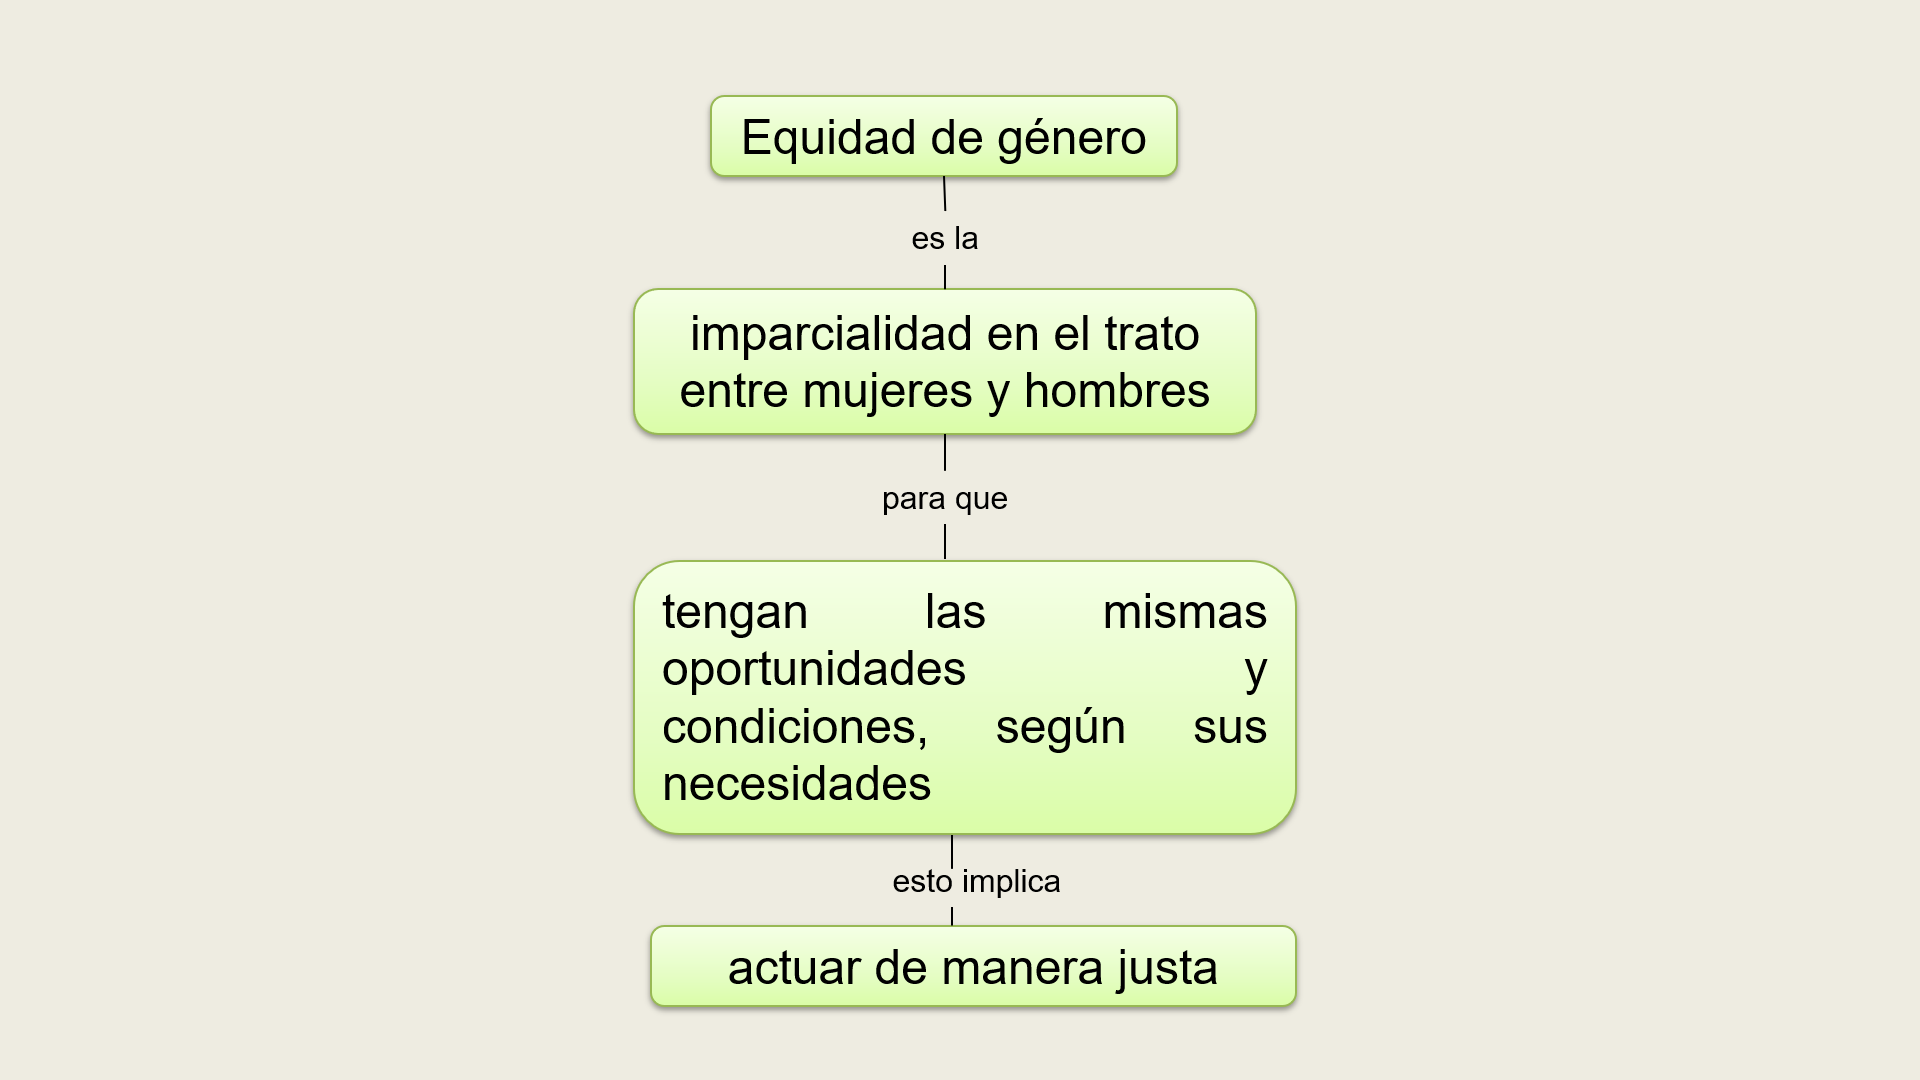 Equidad de género
es la
imparcialidad en el trato
entre mujeres y hombres
para que
tengan las mismas
oportunidades y
condiciones, según sus
necesidades
esto implica
actuar de manera justa